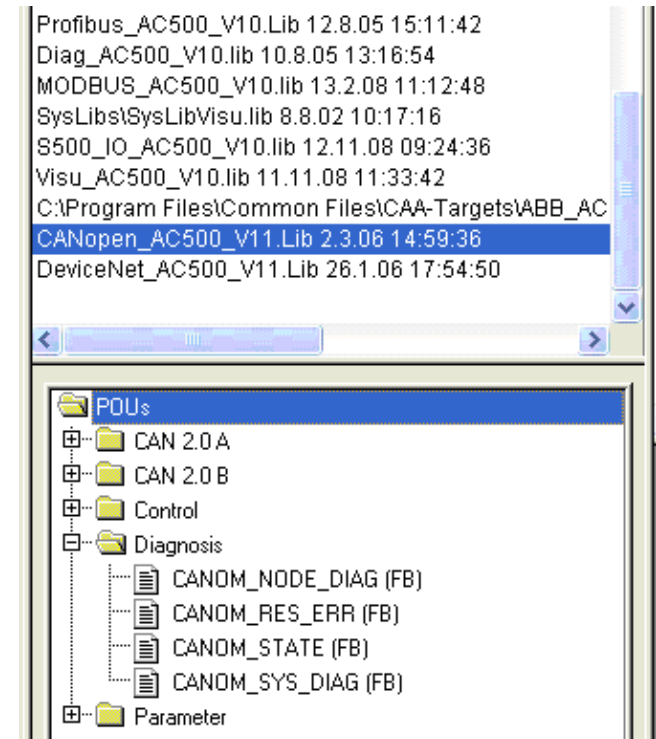 Profibus_AC500_V10.Lib 12.8.05 15:11:42
Diag_AC500_V10.lib 10.8.05 13:16:54
MODBUS_AC500_V10.lib 13.2.08 11:12:48
SysLibs\SysLibVisu.lib 8.8.02 10:17:16
S500_IO_AC500_V10.lib 12.11.08 09:24:36
Visu_AC500_V10.lib 11.11.08 11:33:42
C:\Program Files\Common Files\CAA-Targets\ABB_AC
CANopen_AC500_V11.Lib 2.3.06 14:59:36
DeviceNet_AC500_V11.Lib 26.1.06 17:54:50
POUs
CAN 2.0 A
CAN 2.0 B
Control
Diagnosis
CANOM_NODE_DIAG (FB)
CANOM_RES_ERR (FB)
CANOM_STATE (FB)
CANOM_SYS_DIAG (FB)
Parameter